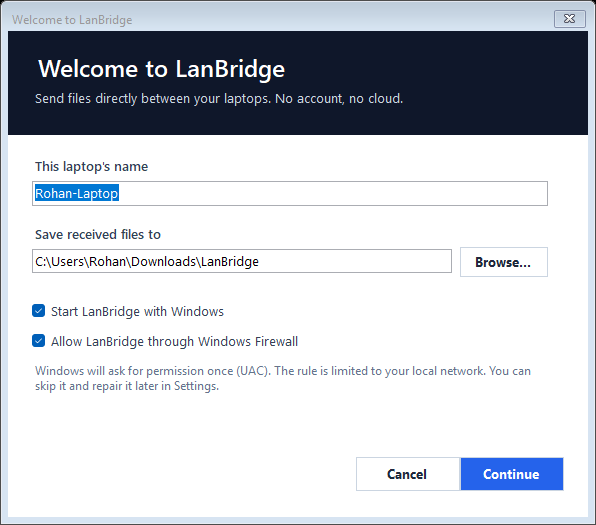 Welcome to LanBridge
Welcome to LanBridge
Send files directly between your laptops. No account, no cloud.
This laptop's name
Rohan-Laptop
Save received files to
C:\Users\Rohan\Downloads\LanBridge
Browse...
Start LanBridge with Windows
Allow LanBridge through Windows Firewall
Windows will ask for permission once (UAC). The rule is limited to your local network. You can
skip it and repair it later in Settings.
Cancel
Continue